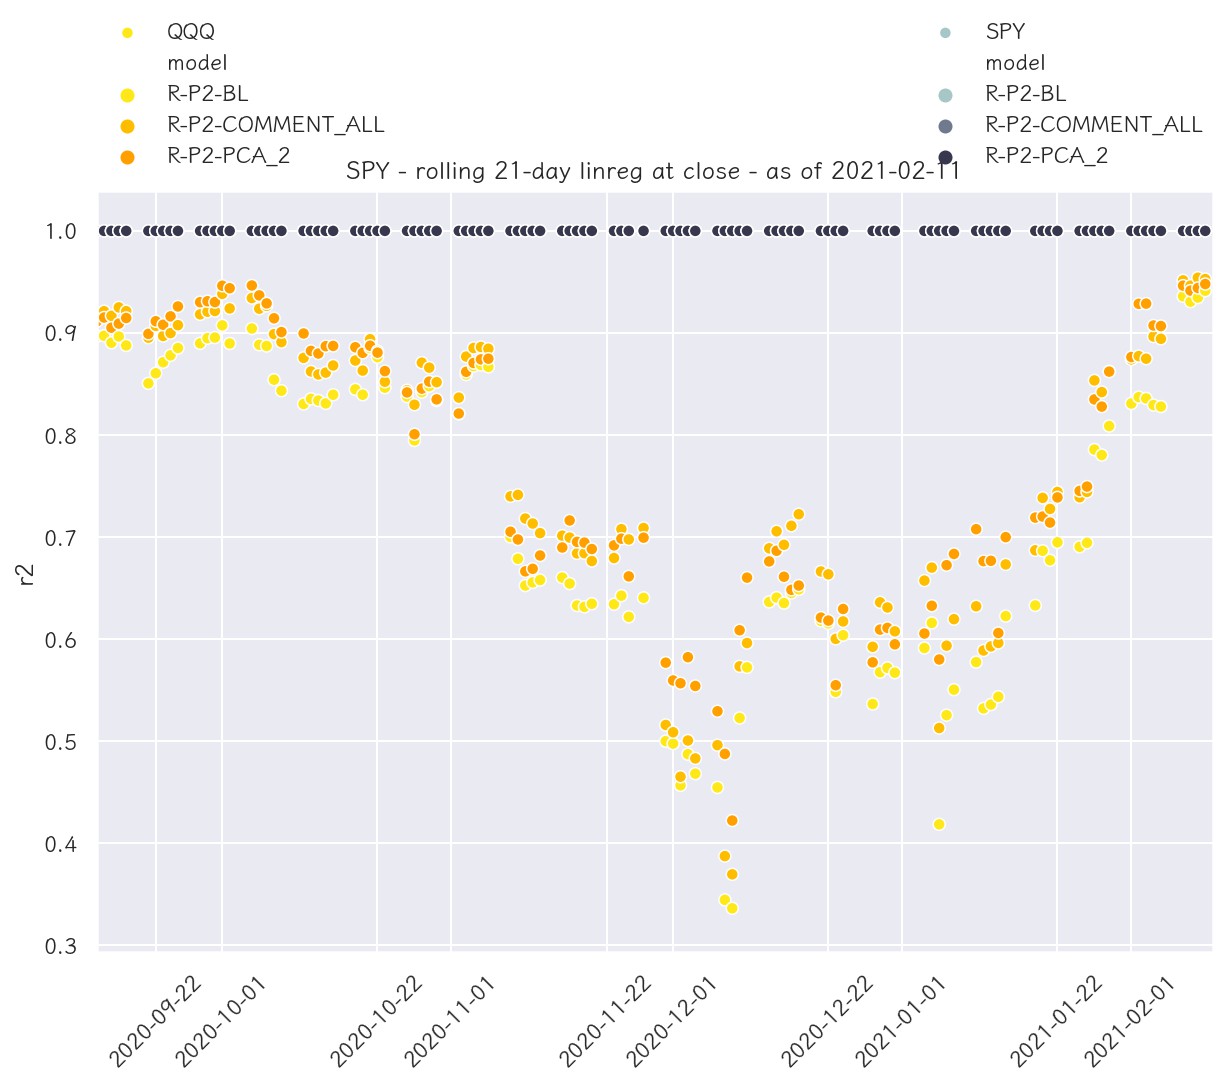 QQQ
model
R-P2-BL
R-P2-COMMENT_ALL
R-P2-PCA_2
SPY
model
R-P2-BL
R-P2-COMMENT_ALL
R-P2-PCA_2
SPY - rolling 21-day linreg at close - as of 2021-02-11
r2
1.0
0.9
0.8
0.7
0.6
0.5
0.4
0.3
2020-09-22
2020-10-01
2020-10-22
2020-11-01
2020-11-22
2020-12-01
2020-12-22
2021-01-01
2021-01-22
2021-02-01